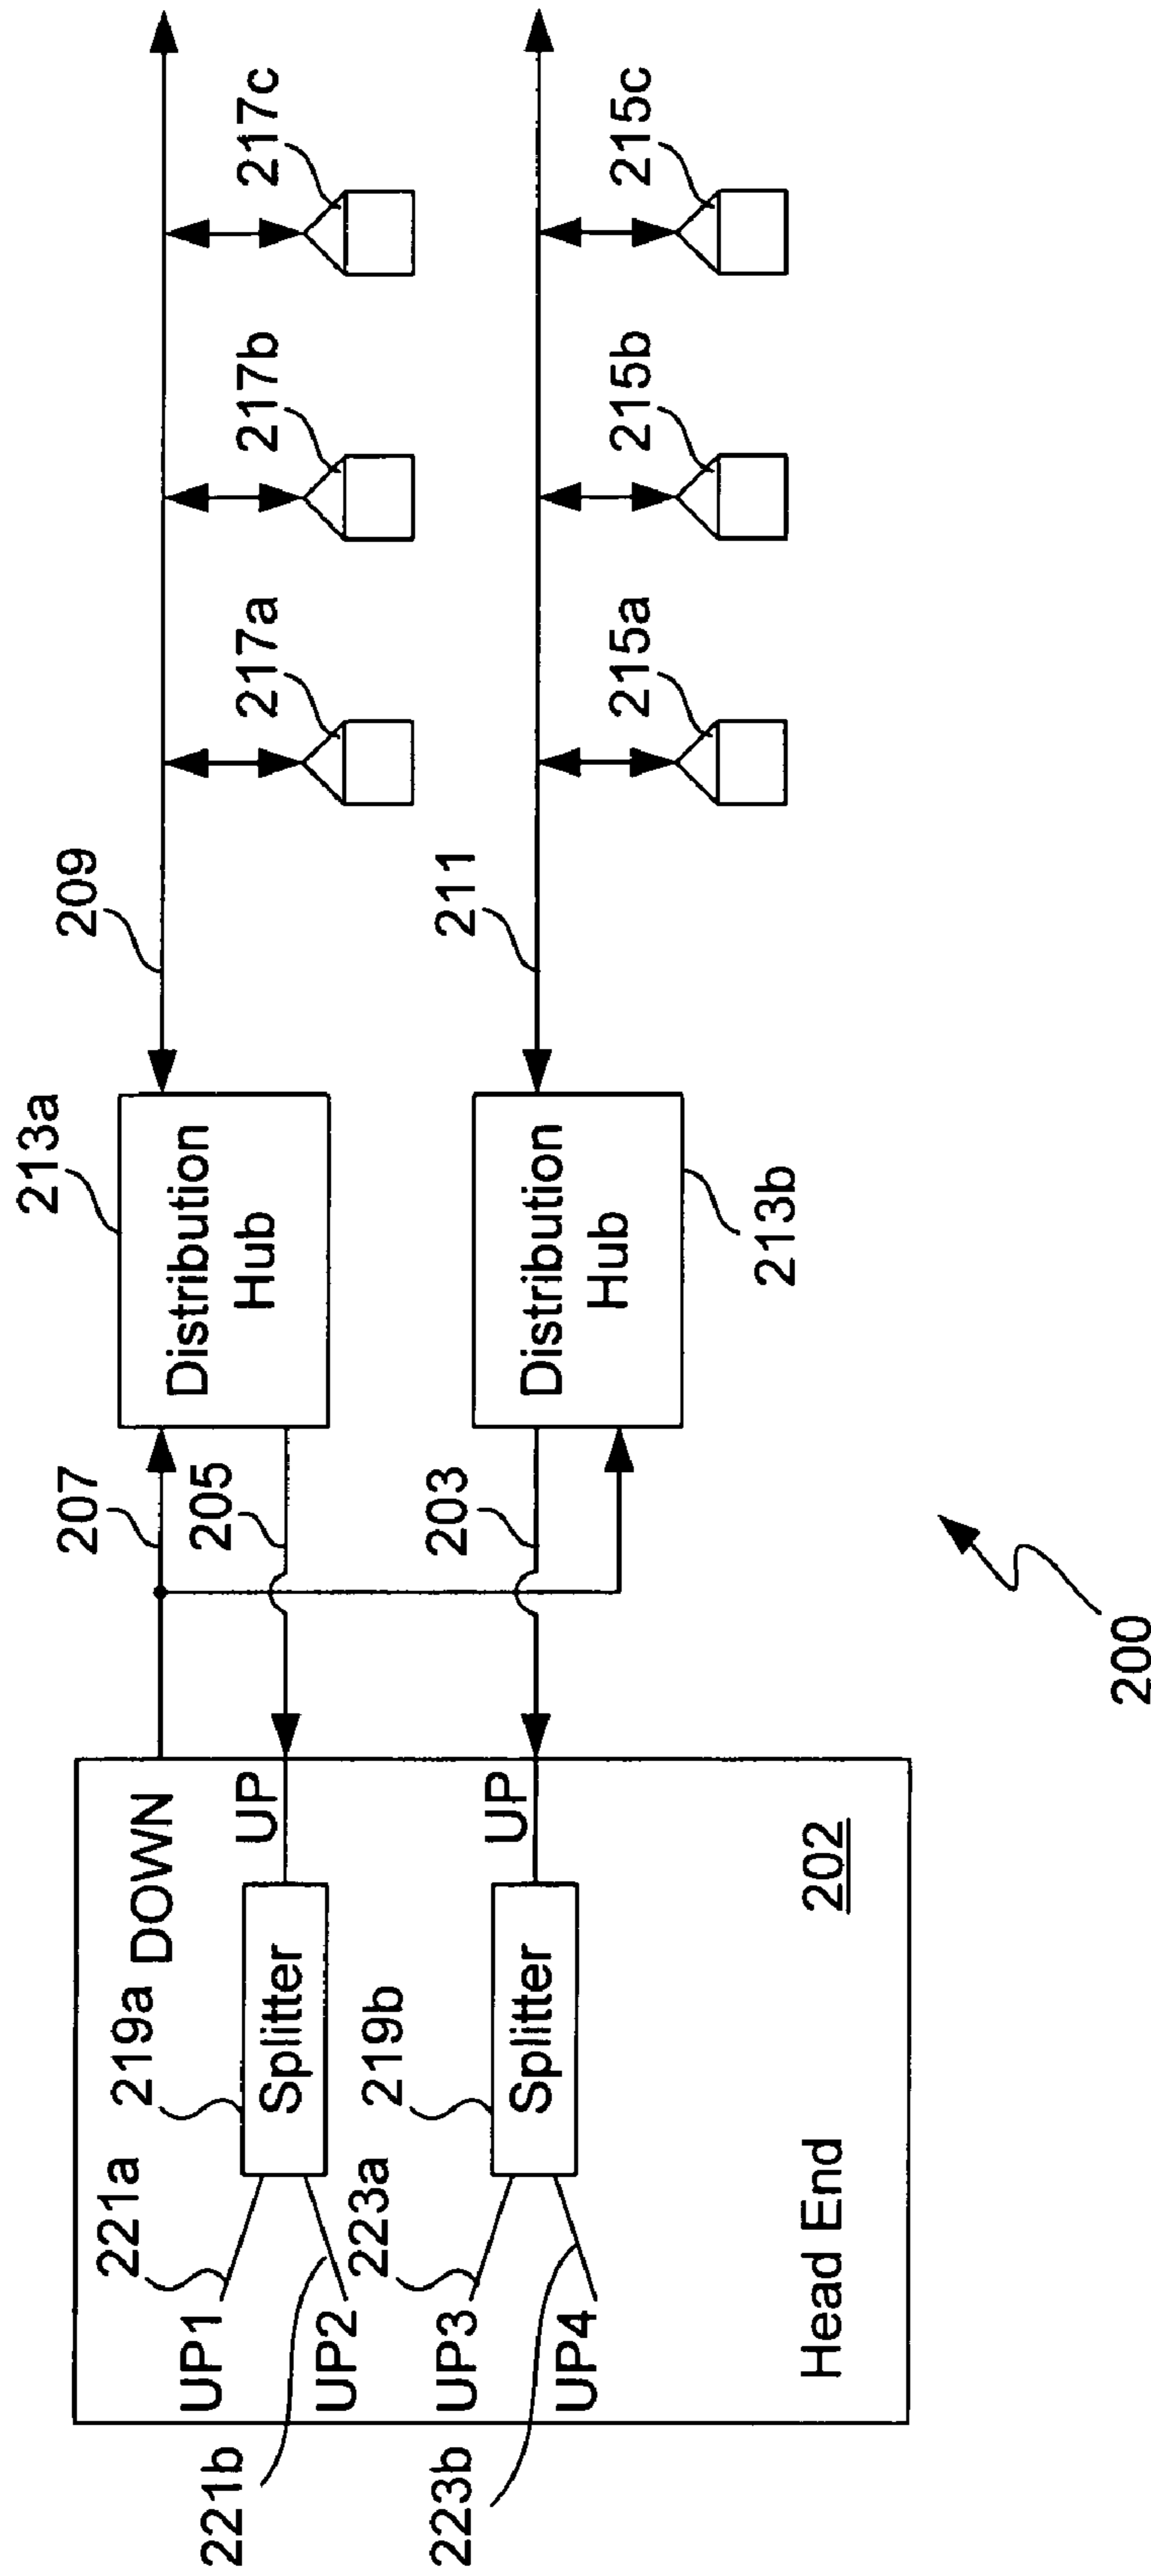 213a
209
217a
217b
217c
207
205
Distribution
Hub
211
215a
215b
215c
203
Distribution
Hub
213b
DOWN
UP
UP
221a
219a
Splitter
UP1
UP2
221b
223a
219b
Splitter
UP3
UP4
223b
Head End
202
200